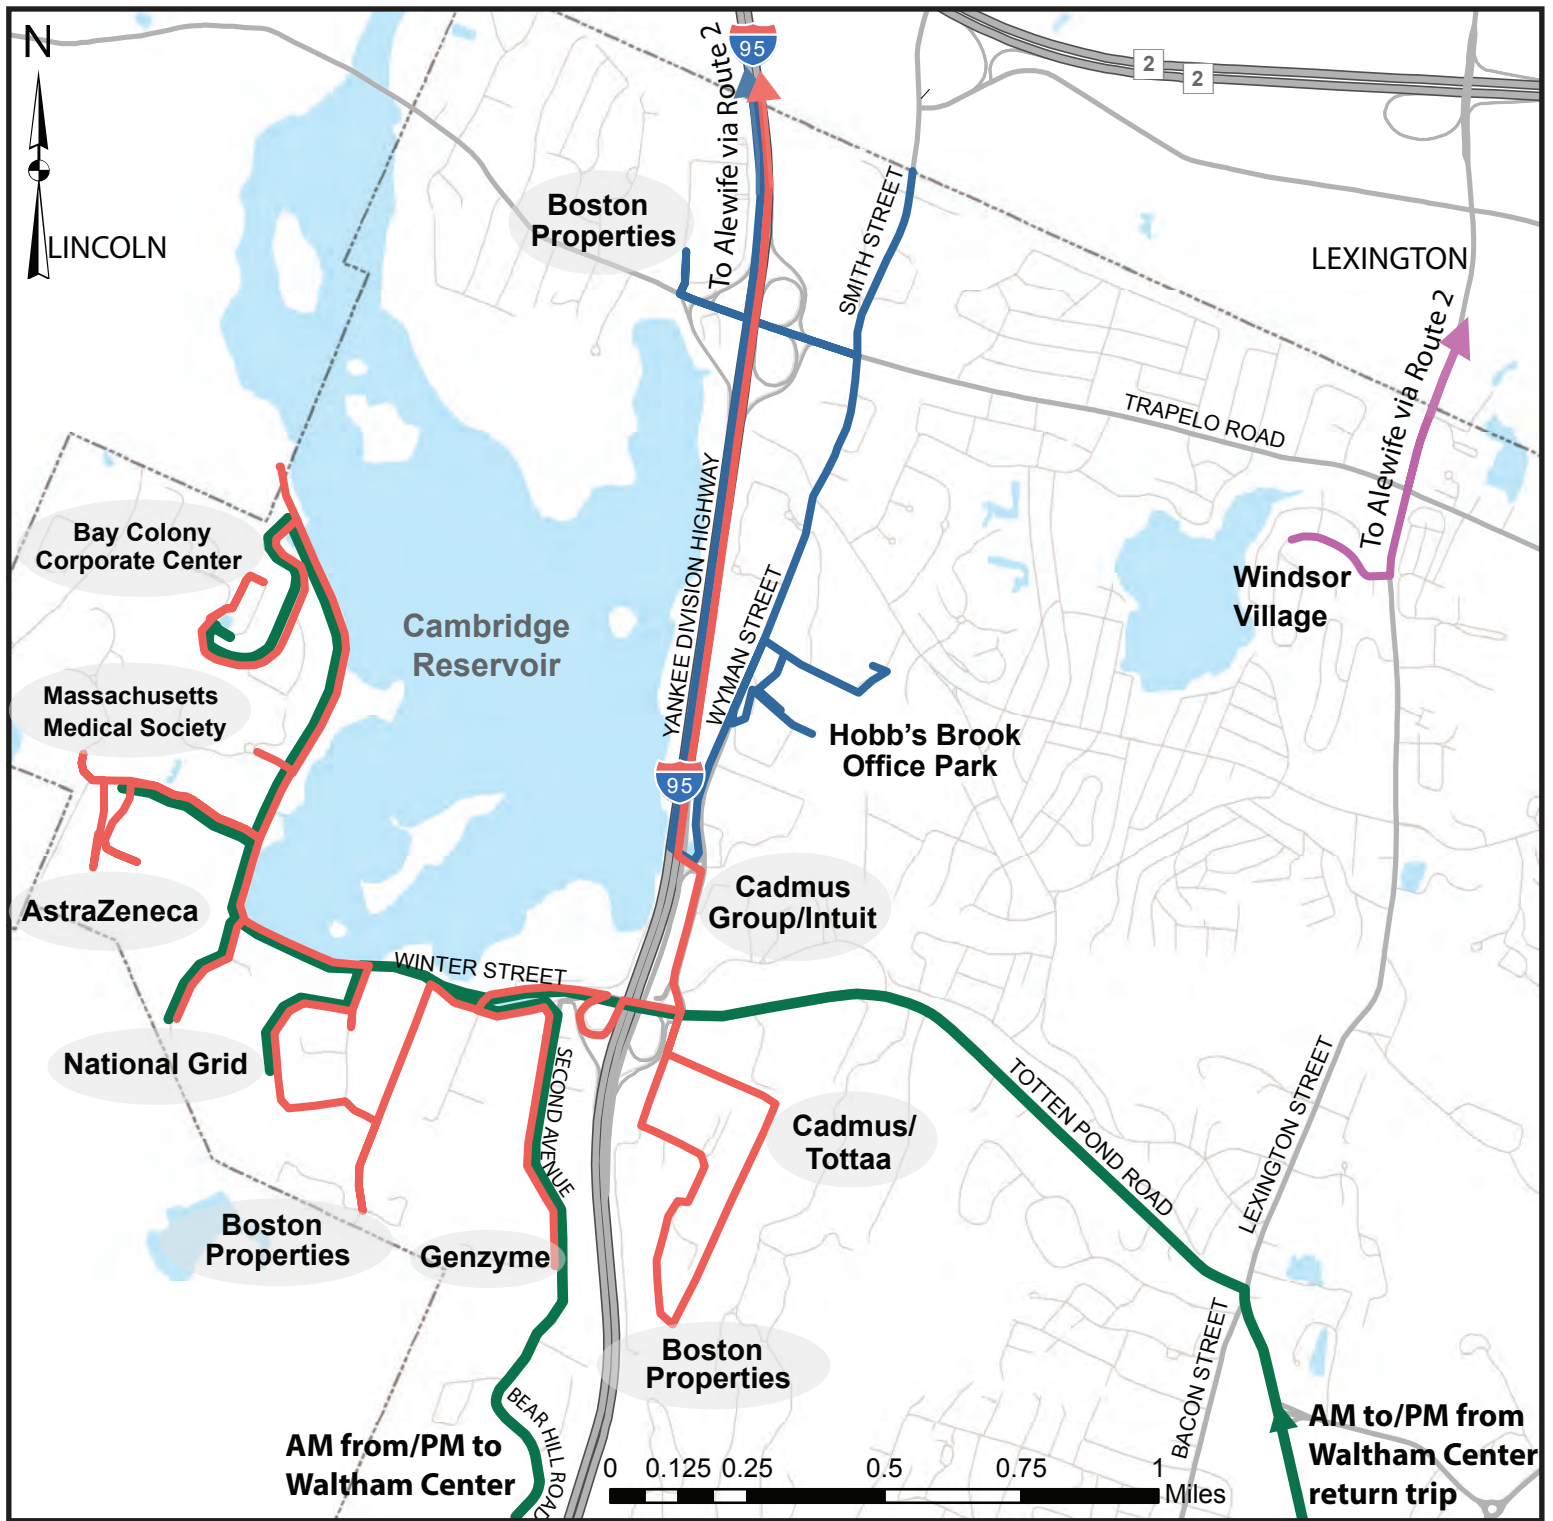 N
95
To Alewife via Route 2
2
2
LINCOLN
Boston
Properties
SMITH STREET
LEXINGTON
To Alewife via Route 2
TRAPELO ROAD
Bay Colony
Corporate Center
YANKEE DIVISION HIGHWAY
WYMAN STREET
Windsor
Village
Cambridge
Reservoir
Massachusetts
Medical Society
Hobb’s Brook
Office Park
95
AstraZeneca
Cadmus
Group/Intuit
WINTER STREET
National Grid
SECOND AVENUE
TOTTEN POND ROAD
LEXINGTON STREET
Cadmus/
Tottaa
Boston
Properties
Genzyme
Boston
Properties
BACON STREET
BEAR HILL ROAD
AM from/PM to
Waltham Center
AM to/PM from
Waltham Center
return trip
0 0.125 0.25 0.5 0.75 1
Miles